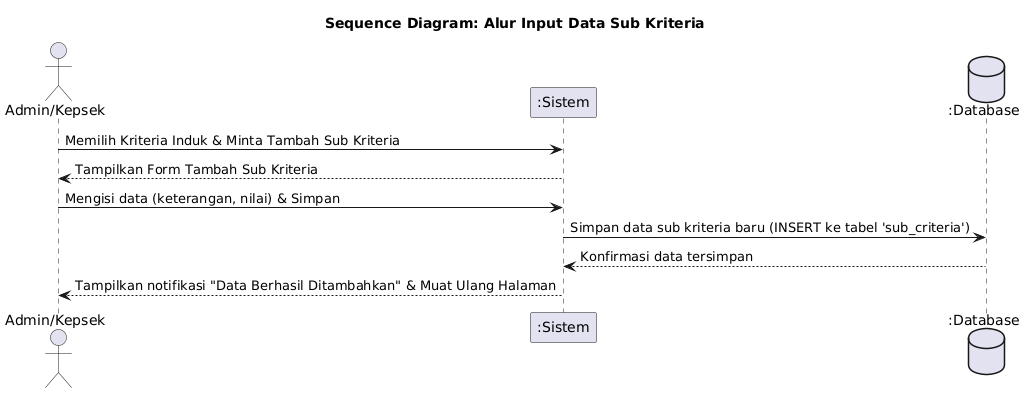 Sequence Diagram: Alur Input Data Sub Kriteria
Admin/Kepsek
:Sistem
:Database
Memilih Kriteria Induk & Minta Tambah Sub Kriteria
Tampilkan Form Tambah Sub Kriteria
Mengisi data (keterangan, nilai) & Simpan
Simpan data sub kriteria baru (INSERT ke tabel 'sub_criteria')
Konfirmasi data tersimpan
Tampilkan notifikasi "Data Berhasil Ditambahkan" & Muat Ulang Halaman
Admin/Kepsek
:Sistem
:Database